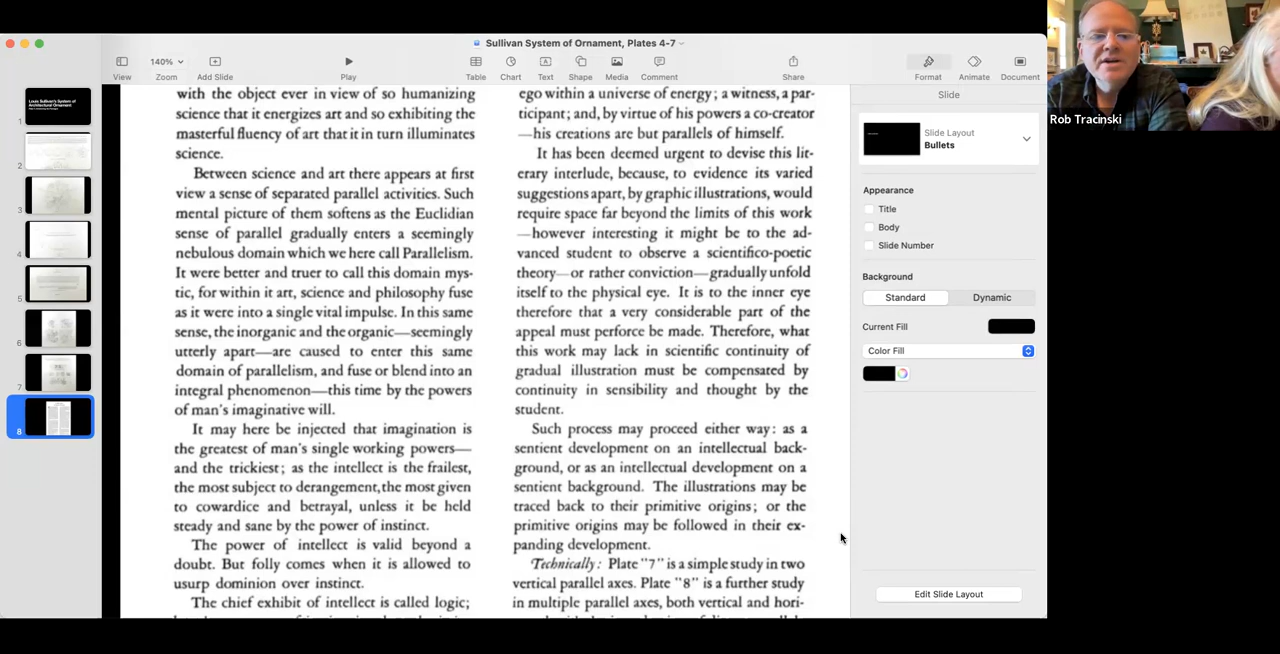 Sullivan System of Ornament, Plates 4-7
140%
View
Zoom
Add Slide
Play
Table
Chart
Text
Shape
Media
Comment
Share
Format
Animate
Document
Louis Sullivan's System of
Architectural Ornament
1
2
3
4
5
6
7
8
with the object ever in view of so humanizing
science that it energizes art and so exhibiting the
masterful fluency of art that it in turn illuminates
science.
Between science and art there appears at first
view a sense of separated parallel activities. Such
mental picture of them softens as the Euclidian
sense of parallel gradually enters a seemingly
nebulous domain which we here call Parallelism.
It were better and truer to call this domain mys-
tic, for within it art, science and philosophy fuse
as it were into a single vital impulse. In this same
sense, the inorganic and the organic—seemingly
utterly apart—are caused to enter this same
domain of parallelism, and fuse or blend into an
integral phenomenon—this time by the powers
of man's imaginative will.
It may here be injected that imagination is
the greatest of man's single working powers—
and the trickiest; as the intellect is the frailest,
the most subject to derangement, the most given
to cowardice and betrayal, unless it be held
steady and sane by the power of instinct.
The power of intellect is valid beyond a
doubt. But folly comes when it is allowed to
usurp dominion over instinct.
The chief exhibit of intellect is called logic;
ego within a universe of energy; a witness, a par-
ticipant; and, by virtue of his powers a co-creator
—his creations are but parallels of himself.
It has been deemed urgent to devise this lit-
erary interlude, because, to evidence its varied
suggestions apart, by graphic illustrations, would
require space far beyond the limits of this work
—however interesting it might be to the ad-
vanced student to observe a scientifico-poetic
theory—or rather conviction—gradually unfold
itself to the physical eye. It is to the inner eye
therefore that a very considerable part of the
appeal must perforce be made. Therefore, what
this work may lack in scientific continuity of
gradual illustration must be compensated by
continuity in sensibility and thought by the
student.
Such process may proceed either way: as a
sentient development on an intellectual back-
ground, or as an intellectual development on a
sentient background. The illustrations may be
traced back to their primitive origins; or the
primitive origins may be followed in their ex-
panding development.
Technically: Plate "7" is a simple study in two
vertical parallel axes. Plate "8" is a further study
in multiple parallel axes, both vertical and hori-
Slide
Slide Layout
Bullets
Appearance
Title
Body
Slide Number
Background
Standard
Dynamic
Current Fill
Color Fill
Edit Slide Layout
Rob Tracinski